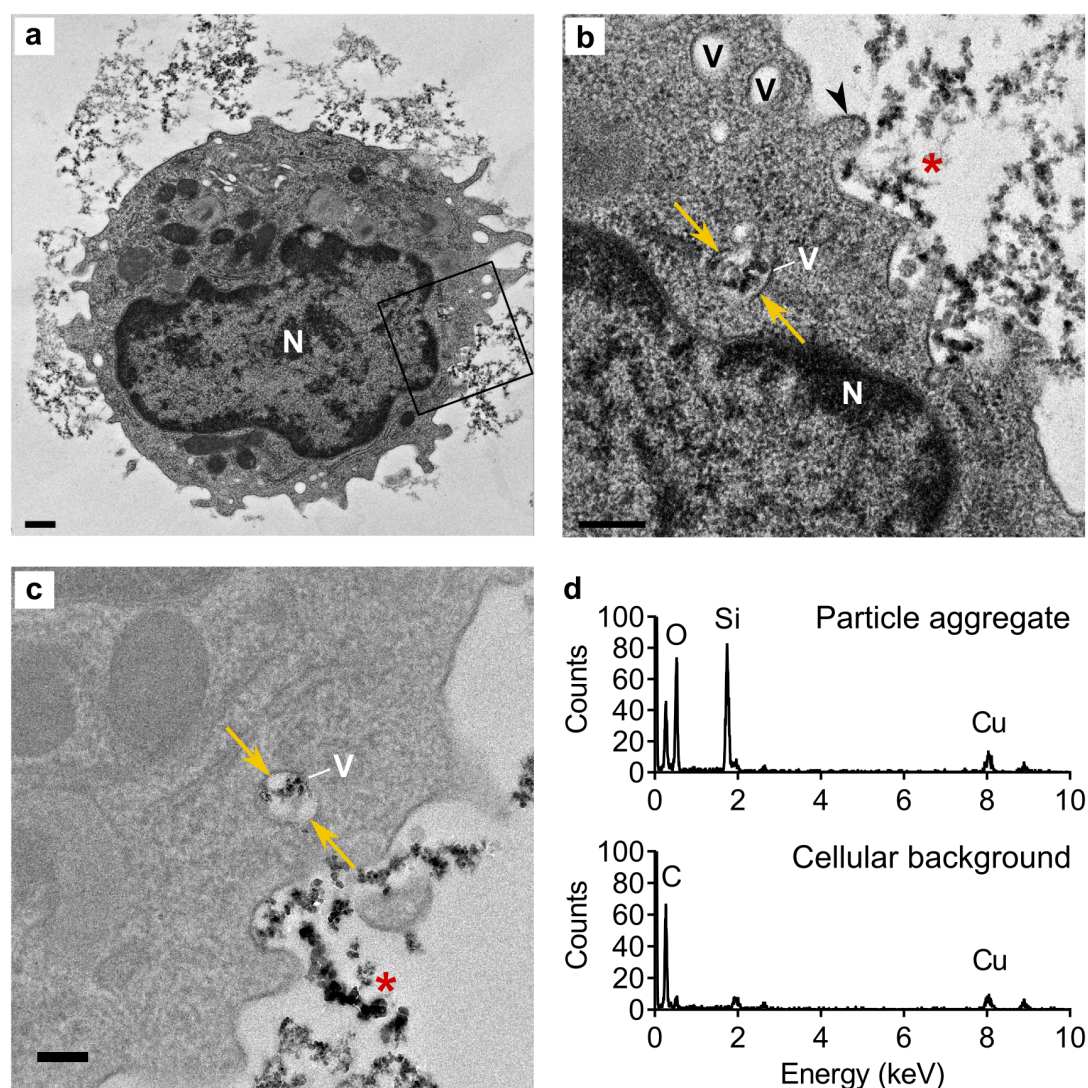 a
N
b
V
V
*
V
N
c
V
*
d
Particle aggregate
Counts
100
80
60
40
20
0
O
Si
Cu
0 2 4 6 8 10
Cellular background
Counts
100
80
60
40
20
0
C
Cu
0 2 4 6 8 10
Energy (keV)